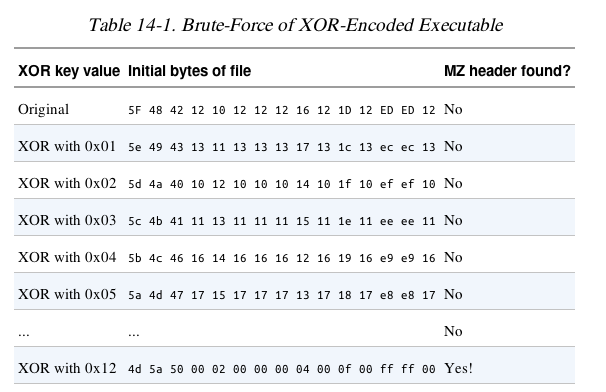 Table 14-1. Brute-Force of XOR-Encoded Executable
XOR key value Initial bytes of file MZ header found?
Original 5F 48 42 12 10 12 12 12 16 12 1D 12 ED ED 12 No
XOR with 0x01 5e 49 43 13 11 13 13 13 17 13 1c 13 ec ec 13 No
XOR with 0x02 5d 4a 40 10 12 10 10 10 14 10 1f 10 ef ef 10 No
XOR with 0x03 5c 4b 41 11 13 11 11 11 15 11 1e 11 ee ee 11 No
XOR with 0x04 5b 4c 46 16 14 16 16 16 12 16 19 16 e9 e9 16 No
XOR with 0x05 5a 4d 47 17 15 17 17 17 13 17 18 17 e8 e8 17 No
... ... No
XOR with 0x12 4d 5a 50 00 02 00 00 00 04 00 0f 00 ff ff 00 Yes!